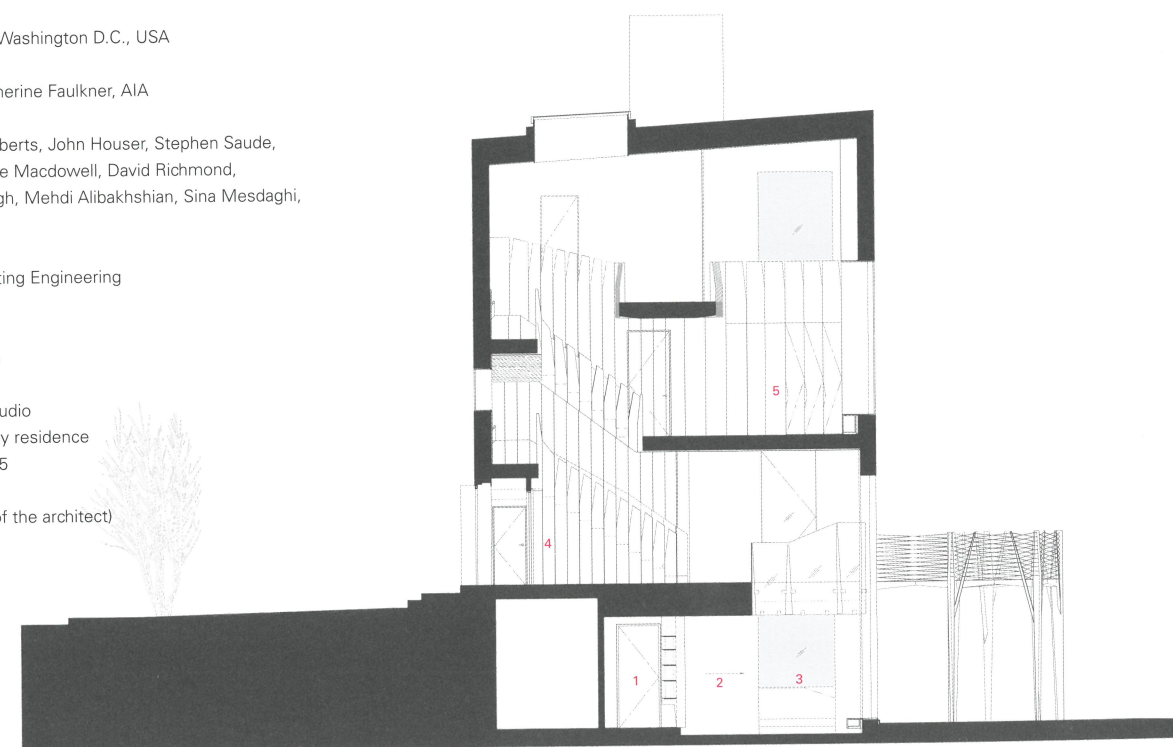 Washington D.C., USA
herine Faulkner, AIA
berts, John Houser, Stephen Saude,
e Macdowell, David Richmond,
gh, Mehdi Alibakhshian, Sina Mesdaghi,
ting Engineering
udio
y residence
5
of the architect)
5
4
1
2
3